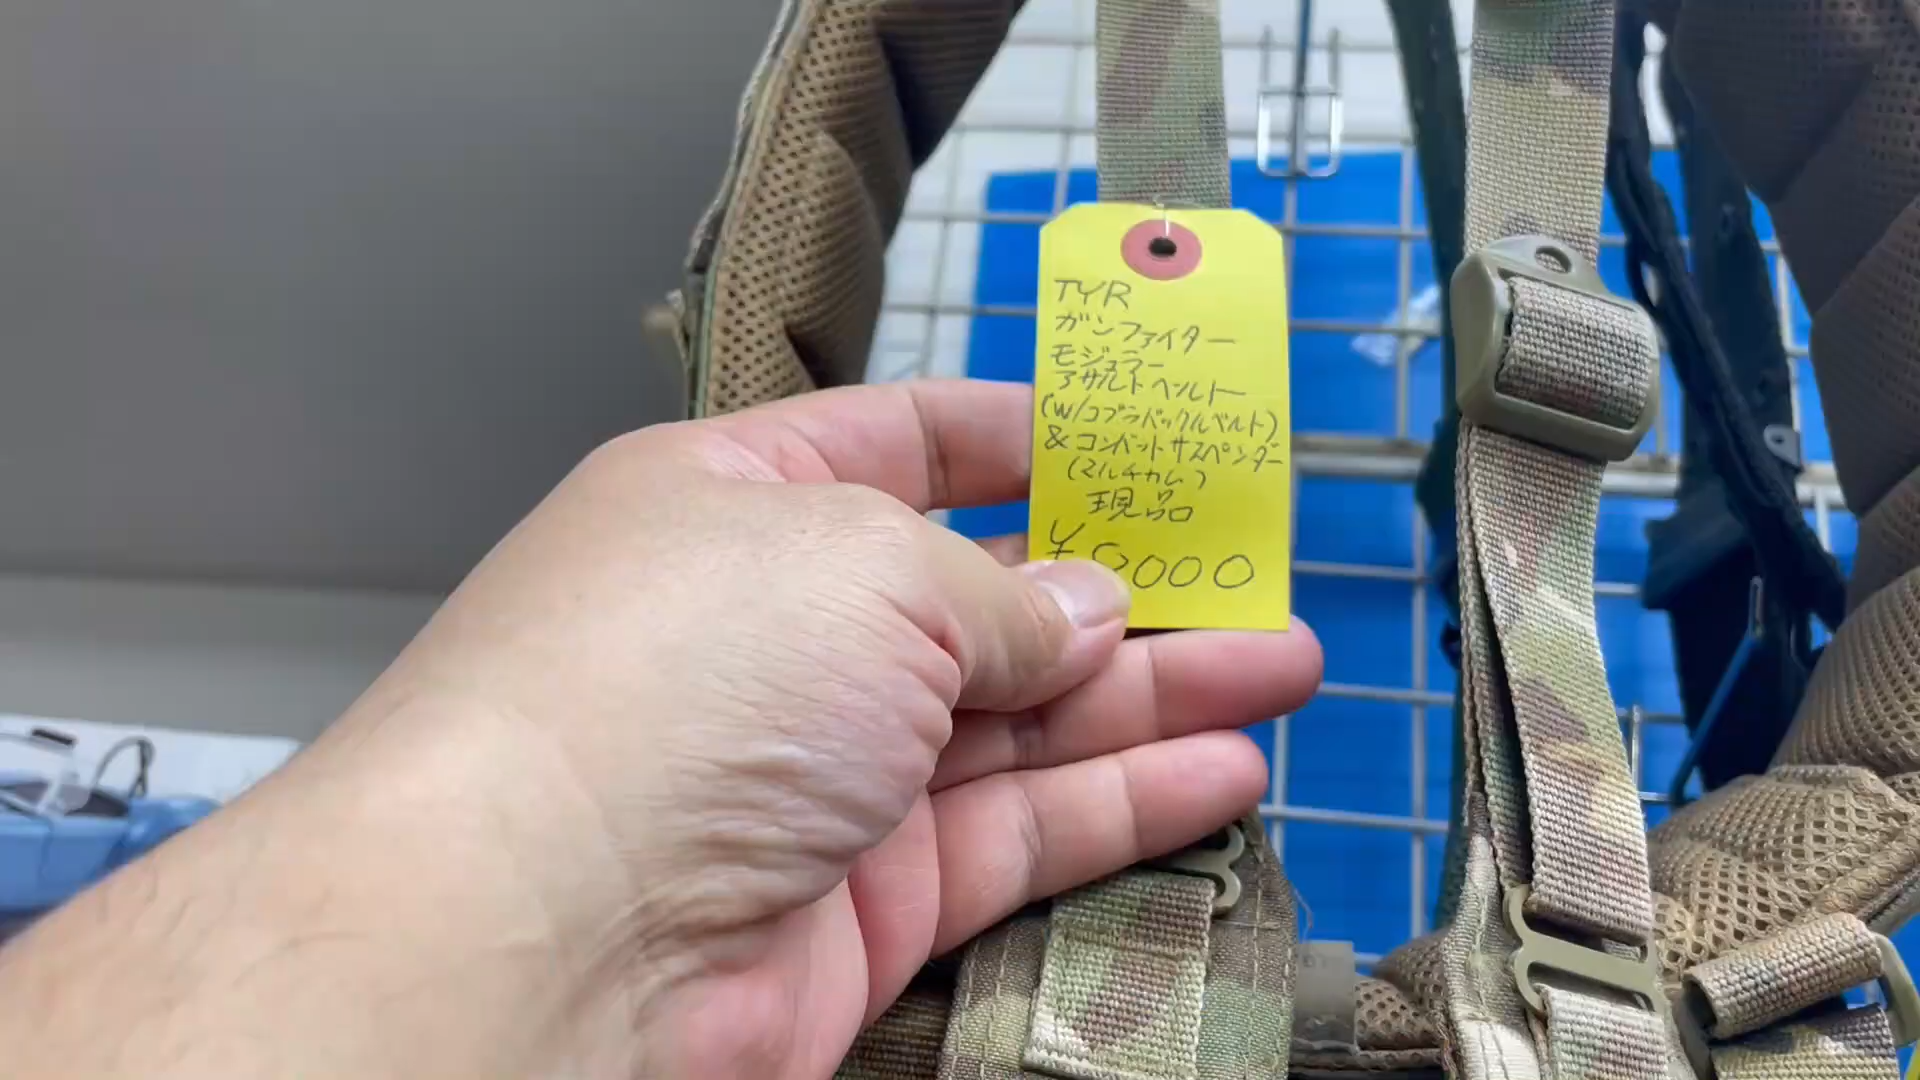 TYR
ガンファイター
モジュラー
アサルトベルト
(W/コブラバックルベルト)
&コンバットサスペンダー
(マルチカム)
現品
000